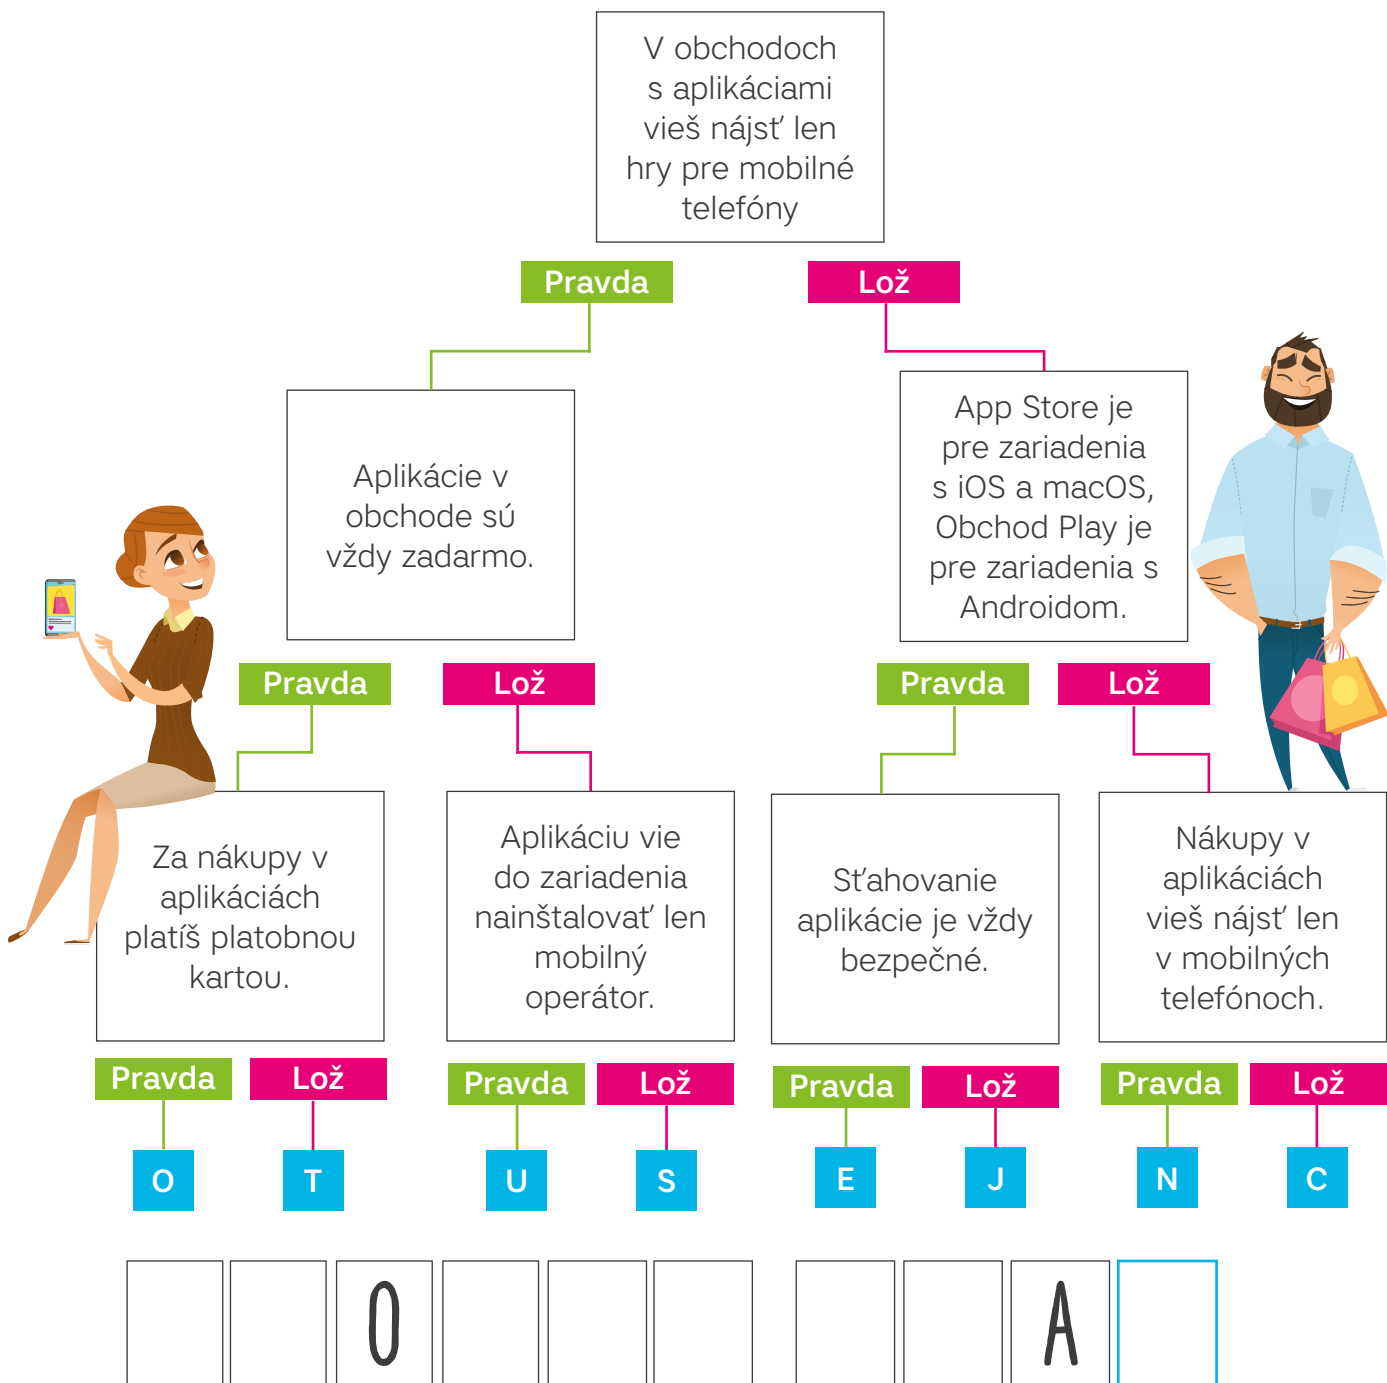 V obchodoch
s aplikáciami
vieš nájsť len
hry pre mobilné
telefóny
Pravda
Lož
Aplikácie v
obchode sú
vždy zadarmo.
App Store je
pre zariadenia
s iOS a macOS,
Obchod Play je
pre zariadenia s
Androidom.
Pravda
Lož
Pravda
Lož
Za nákupy v
aplikáciách
platíš platobnou
kartou.
Aplikáciu vie
do zariadenia
nainštalovať len
mobilný
operátor.
Sťahovanie
aplikácie je vždy
bezpečné.
Nákupy v
aplikáciách
vieš nájsť len
v mobilných
telefónoch.
Pravda
Lož
Pravda
Lož
Pravda
Lož
Pravda
Lož
O
T
U
S
E
J
N
C
O
A